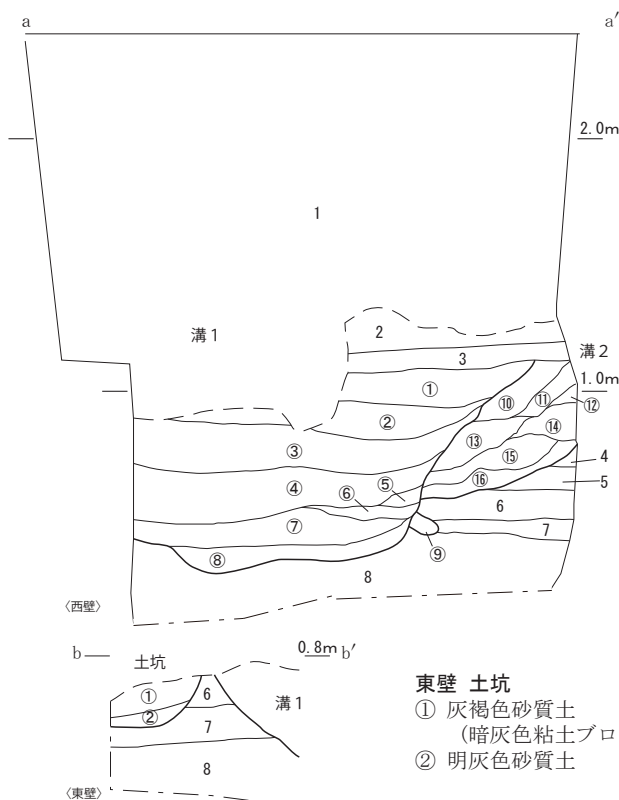 a a′
2.0m
1
2
溝1
溝2
3
1.0m
①
⑩ ⑪ ⑫
②
⑬ ⑭
③
⑮
4
④ ⑤ ⑯
5
⑥ 6
⑦
7
⑧ ⑨
8
〈西壁〉
b 0.8m b′
土坑
① 6
溝1
② 7
8
〈東壁〉
東壁 土坑
① 灰褐色砂質土
(暗灰色粘土ブロ
② 明灰色砂質土